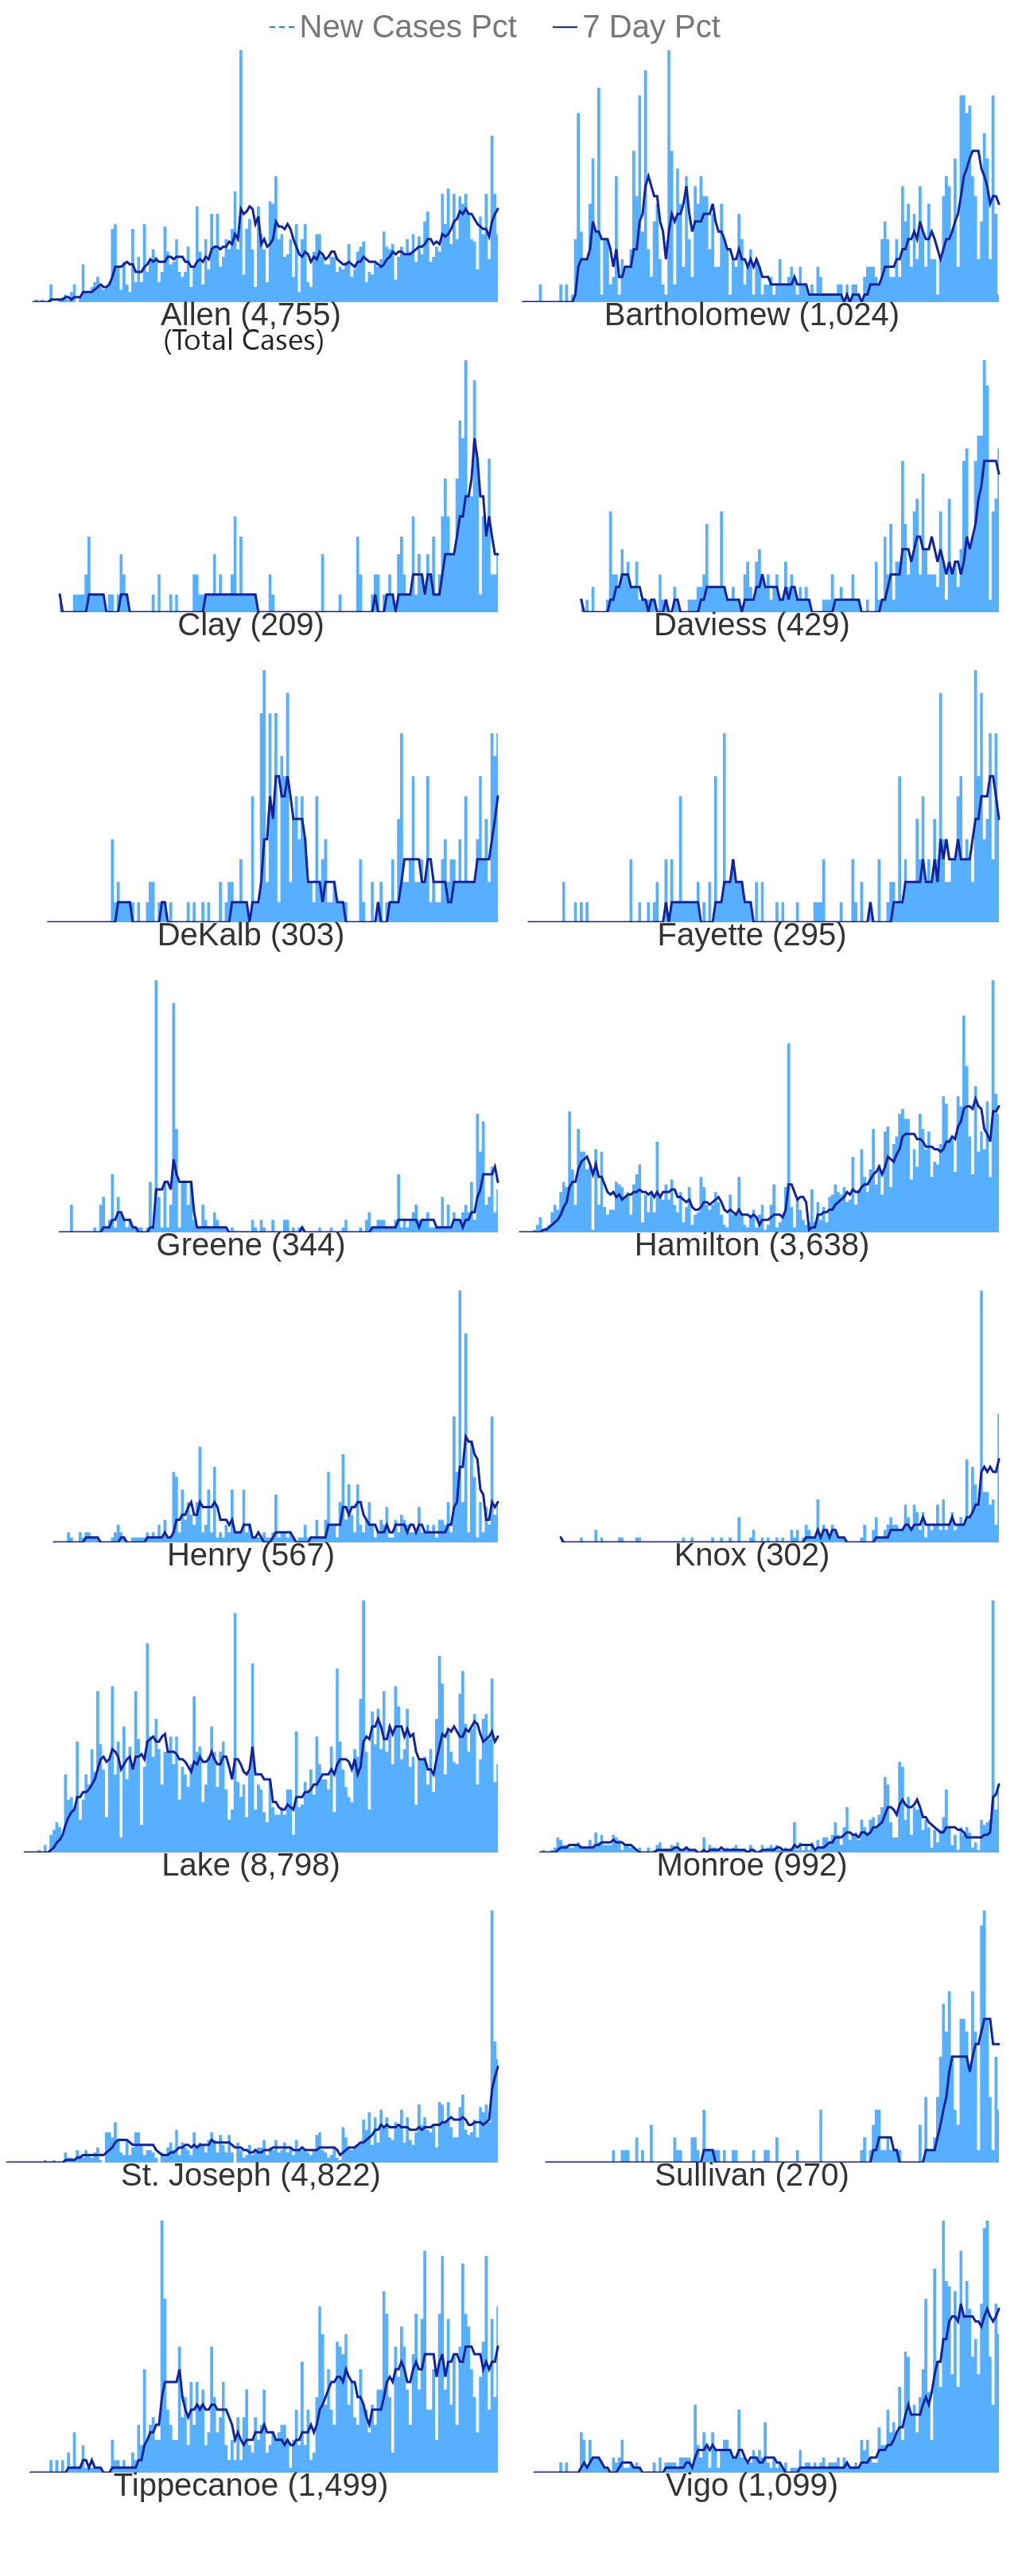 New Cases Pct 7 Day Pct
Allen (4,755) Bartholomew (1,024)
(Total Cases)
Clay (209) Daviess (429)
DeKalb (303) Fayette (295)
Greene (344) Hamilton (3,638)
Henry (567) Knox (302)
Lake (8,798) Monroe (992)
St. Joseph (4,822) Sullivan (270)
Tippecanoe (1,499) Vigo (1,099)